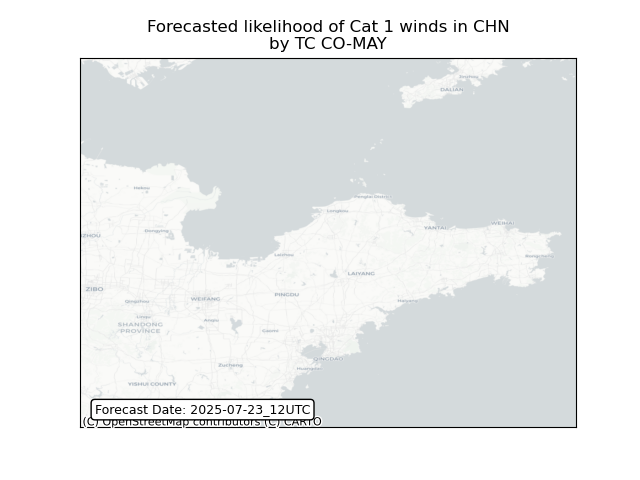 Forecasted likelihood of Cat 1 winds in CHN
by TC CO-MAY
DALIAN
YANTAI
WEIHAI
LAIYANG
ZIBO
WEIFANG
PINGDU
SHANDONG
PROVINCE
QINGDAO
Zucheng
YISHUI COUNTY
Forecast Date: 2025-07-23_12UTC
(C) OpenStreetMap contributors (C) CARTO